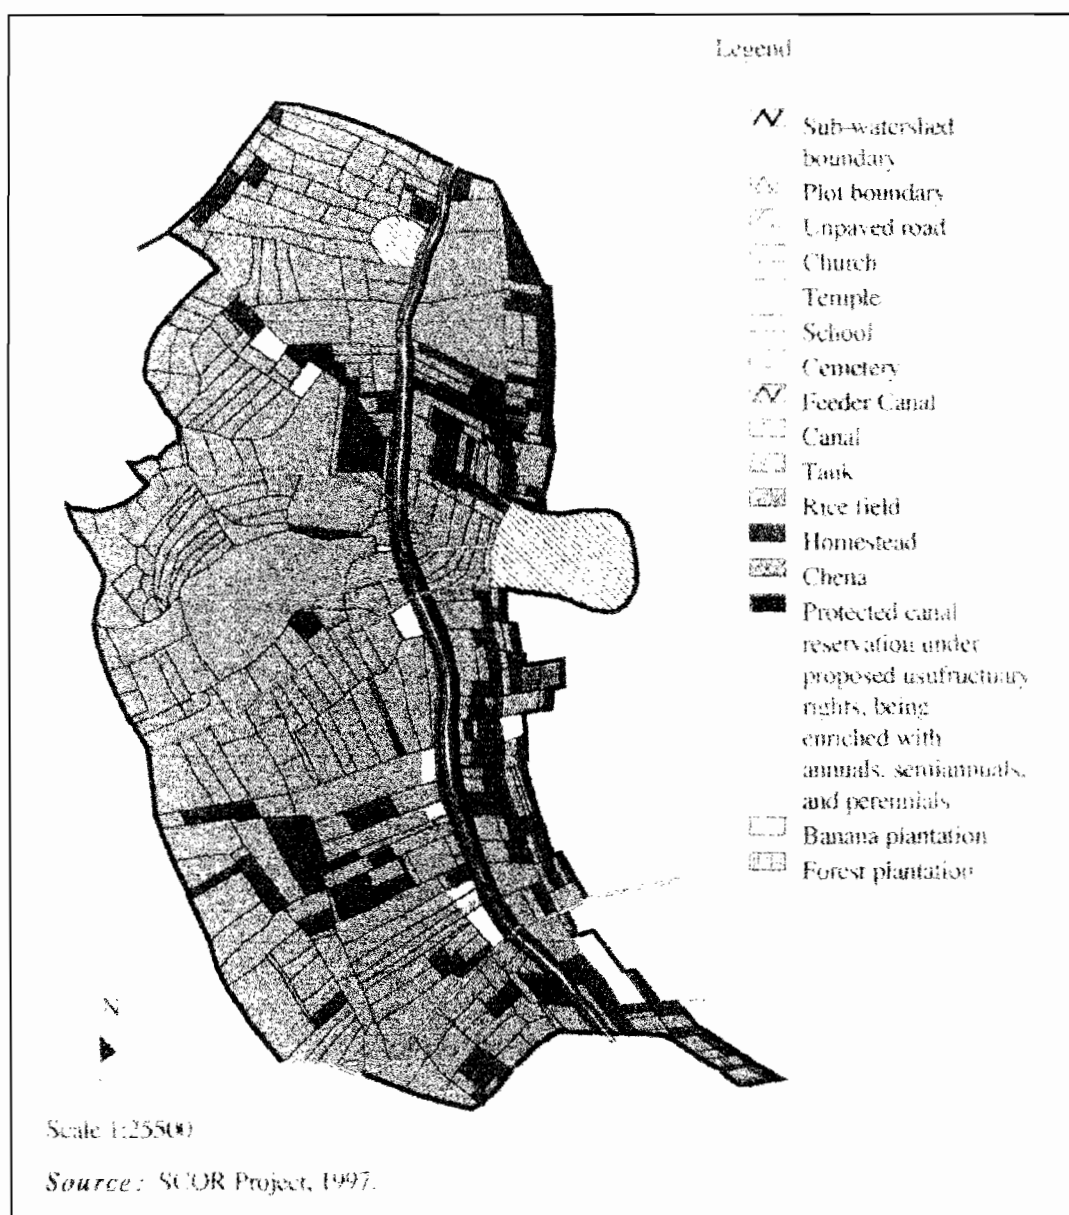 Legend
Sub-watershed
boundary
Plot boundary
Unpaved road
Church
Temple
School
Cemetery
Feeder Canal
Canal
Tank
Rice field
Homestead
Chena
Protected canal
reservation under
proposed usufructuary
rights, being
enriched with
annuals, semiannuals,
and perennials
Banana plantation
Forest plantation
N
Scale 1:25500
Source: SCOR Project, 1997.